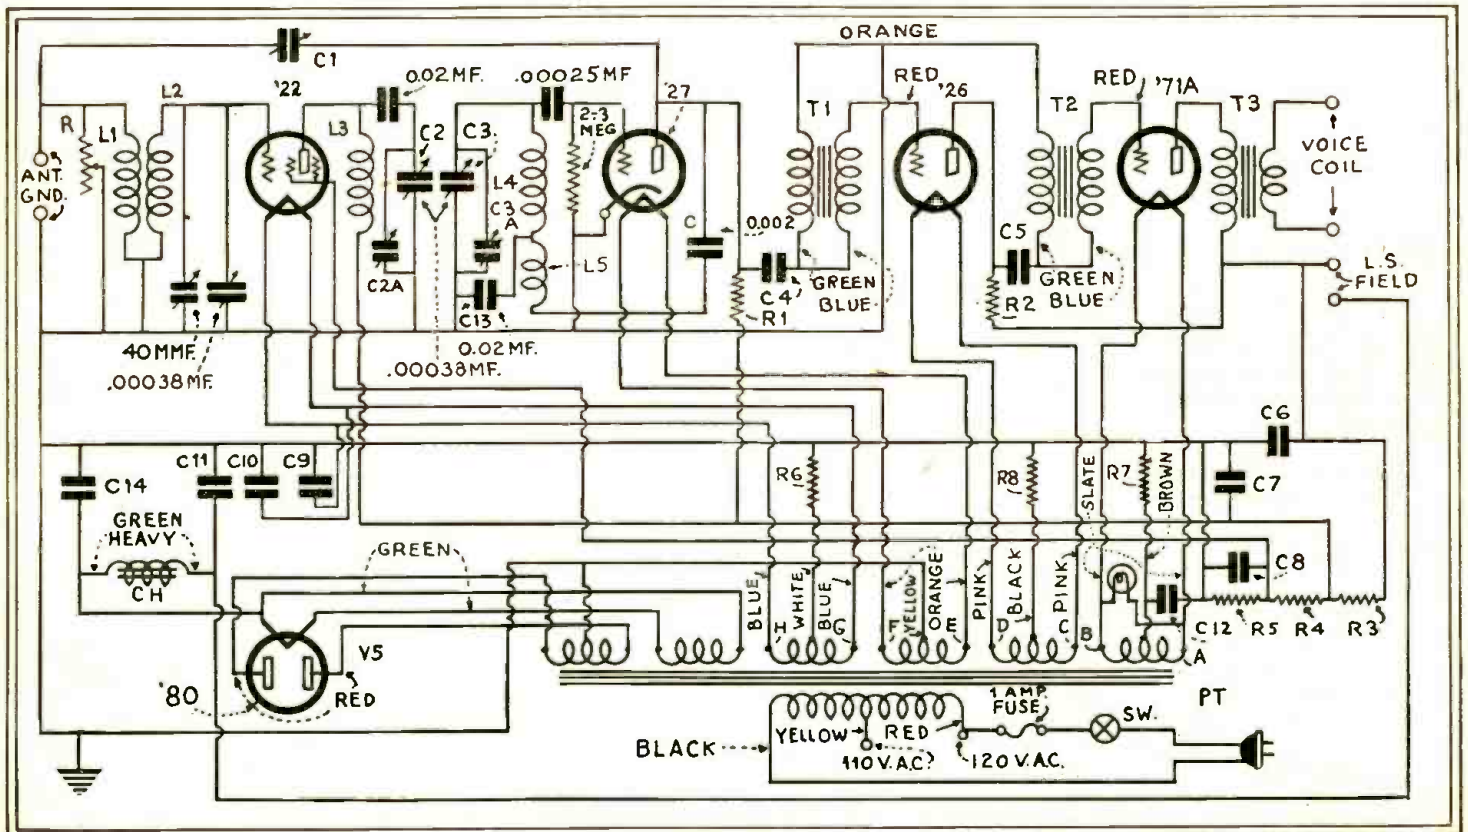 ORANGE
C1
0.02 MF.
.00025 MF
RED
'26
RED
'71A
L2
'22
'27
T1
T2
T3
R
L1
L3
C2
C3.
2-3
MEG
VOICE
COIL
ANT.
GND.
L4
C3
A
C
0.002
C5
L.S.
FIELD
C2A
L5
C4
GREEN
BLUE
R2
GREEN
BLUE
R1
C13
40 MMF.
0.02 MF.
.00038 MF.
.00038 MF.
C6
C14
C11
C10
C9
R6
R8
SLATE
R7
BROWN
C7
GREEN
HEAVY
GREEN
C8
CH
BLUE
WHITE
BLUE
YELLOW
ORANGE
PINK
BLACK
PINK
H
G
F
E
D
C
B
A
C12
R5
R4
R3
V5
'80
RED
PT
1 AMP.
FUSE
SW.
BLACK
YELLOW
RED
110 V. A.C?
120 V. A.C.